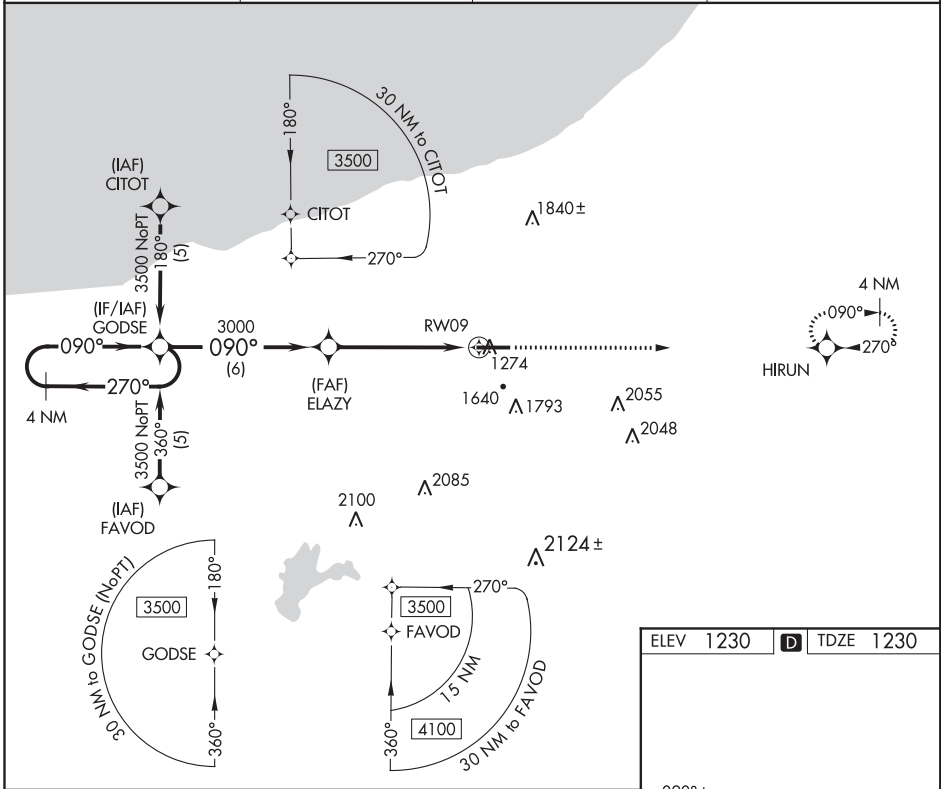 180°
30 NM to CITOT
3500
CITOT
270°
(IAF)
CITOT
3500 NoPT
180°
(5)
1840±
(IF/IAF)
GODSE
090°
3000
090°
(6)
270°
4 NM
(FAF)
ELAZY
RW09
1274
1640
1793
2055
2048
4 NM
090°
270°
HIRUN
3500 NoPT
360°
(5)
(IAF)
FAVOD
2100
2085
2124±
30 NM to GODSE (NoPT)
3500
180°
GODSE
360°
270°
3500
FAVOD
15 NM
4100
360°
30 NM to FAVOD
ELEV 1230 D TDZE 1230